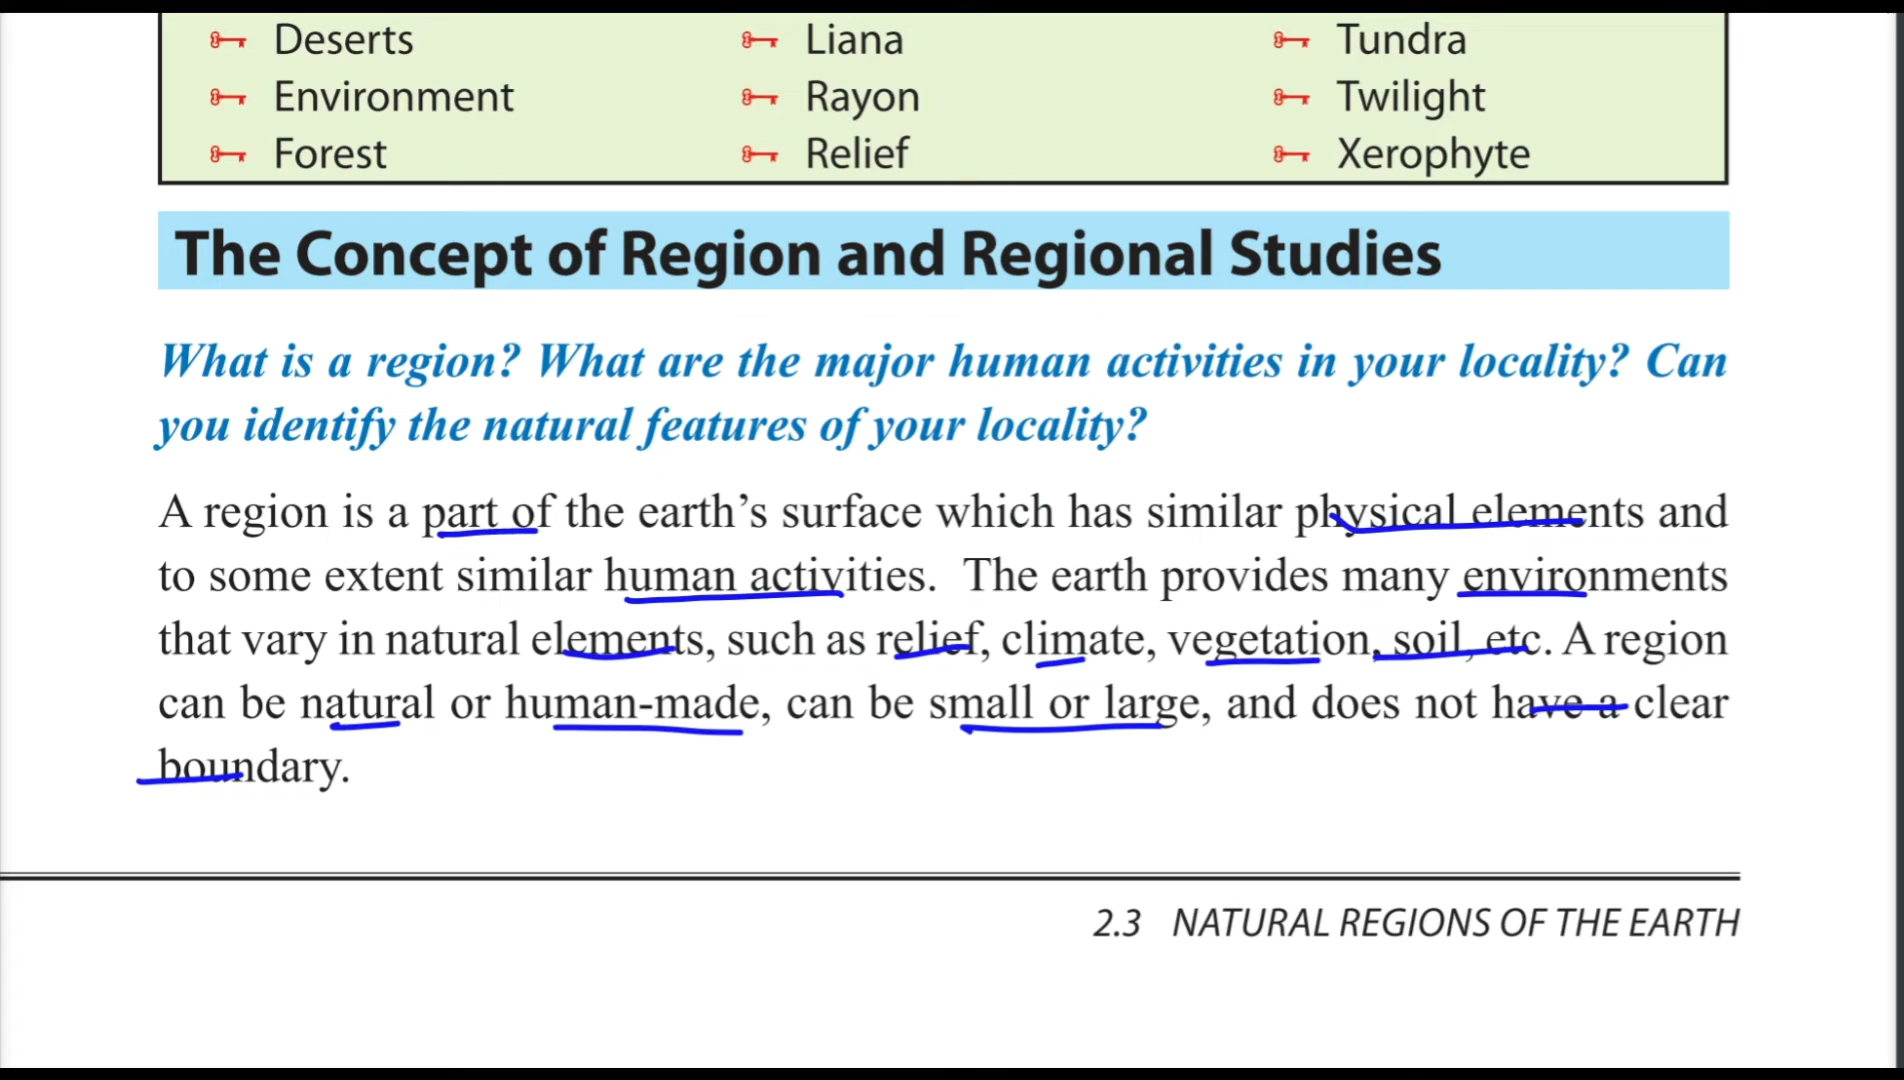 Deserts Liana Tundra
Environment Rayon Twilight
Forest Relief Xerophyte
The Concept of Region and Regional Studies
What is a region? What are the major human activities in your locality? Can
you identify the natural features of your locality?
A region is a part of the earth’s surface which has similar physical elements and
to some extent similar human activities. The earth provides many environments
that vary in natural elements, such as relief, climate, vegetation, soil, etc. A region
can be natural or human-made, can be small or large, and does not have a clear
boundary.
2.3 NATURAL REGIONS OF THE EARTH